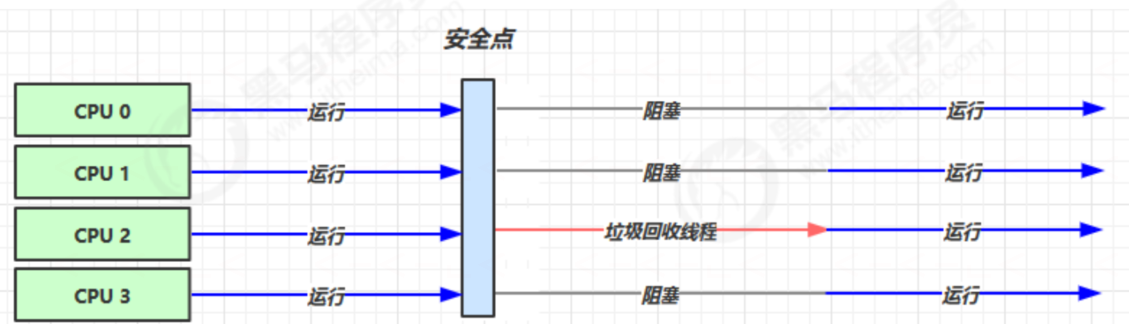 安全点
CPU 0 运行 阻塞 运行
CPU 1 运行 阻塞 运行
CPU 2 运行 垃圾回收线程 运行
CPU 3 运行 阻塞 运行
黑马程序员
www.itheima.com
黑马程序员
www.itheima.com